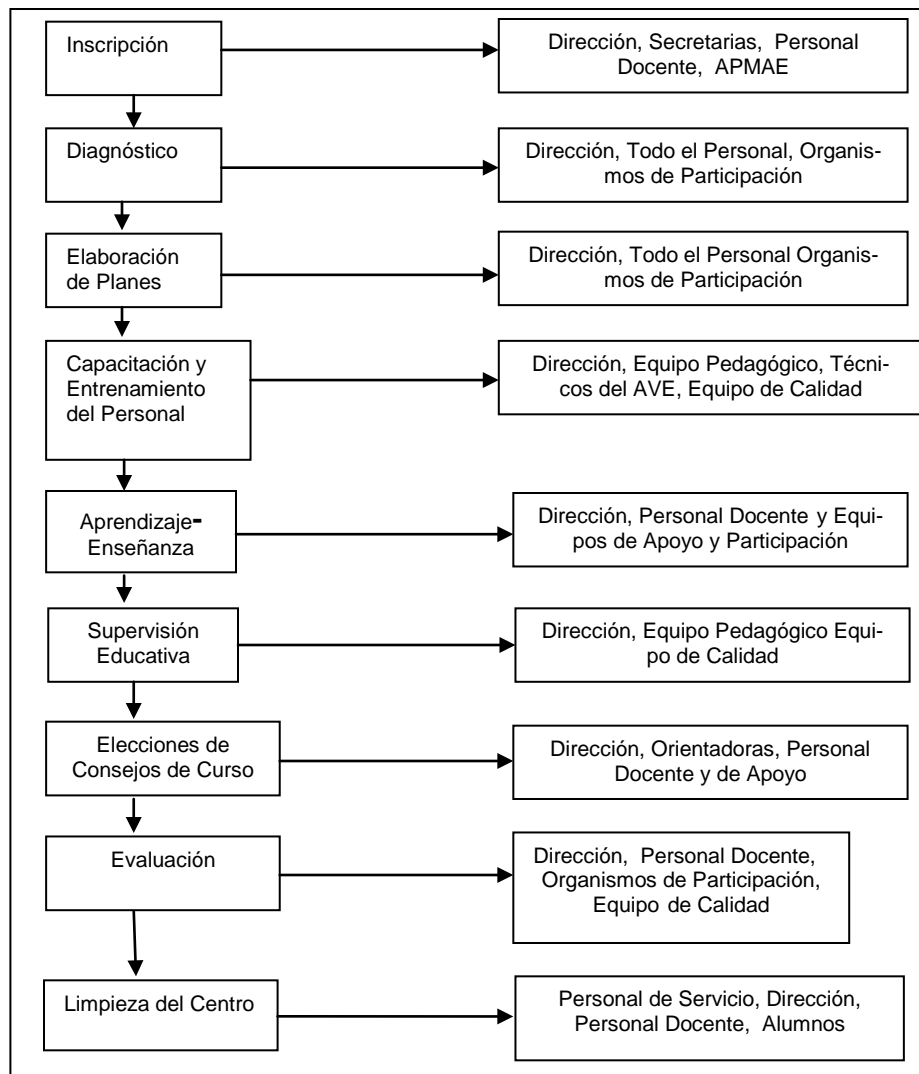 Inscripción
Dirección, Secretarias, Personal
Docente, APMAE
Diagnóstico
Dirección, Todo el Personal, Organis-
mos de Participación
Elaboración
de Planes
Dirección, Todo el Personal Organis-
mos de Participación
Capacitación y
Entrenamiento
del Personal
Dirección, Equipo Pedagógico, Técni-
cos del AVE, Equipo de Calidad
Aprendizaje-
Enseñanza
Dirección, Personal Docente y Equi-
pos de Apoyo y Participación
Supervisión
Educativa
Dirección, Equipo Pedagógico Equi-
po de Calidad
Elecciones de
Consejos de Curso
Dirección, Orientadoras, Personal
Docente y de Apoyo
Evaluación
Dirección, Personal Docente,
Organismos de Participación,
Equipo de Calidad
Limpieza del Centro
Personal de Servicio, Dirección,
Personal Docente, Alumnos